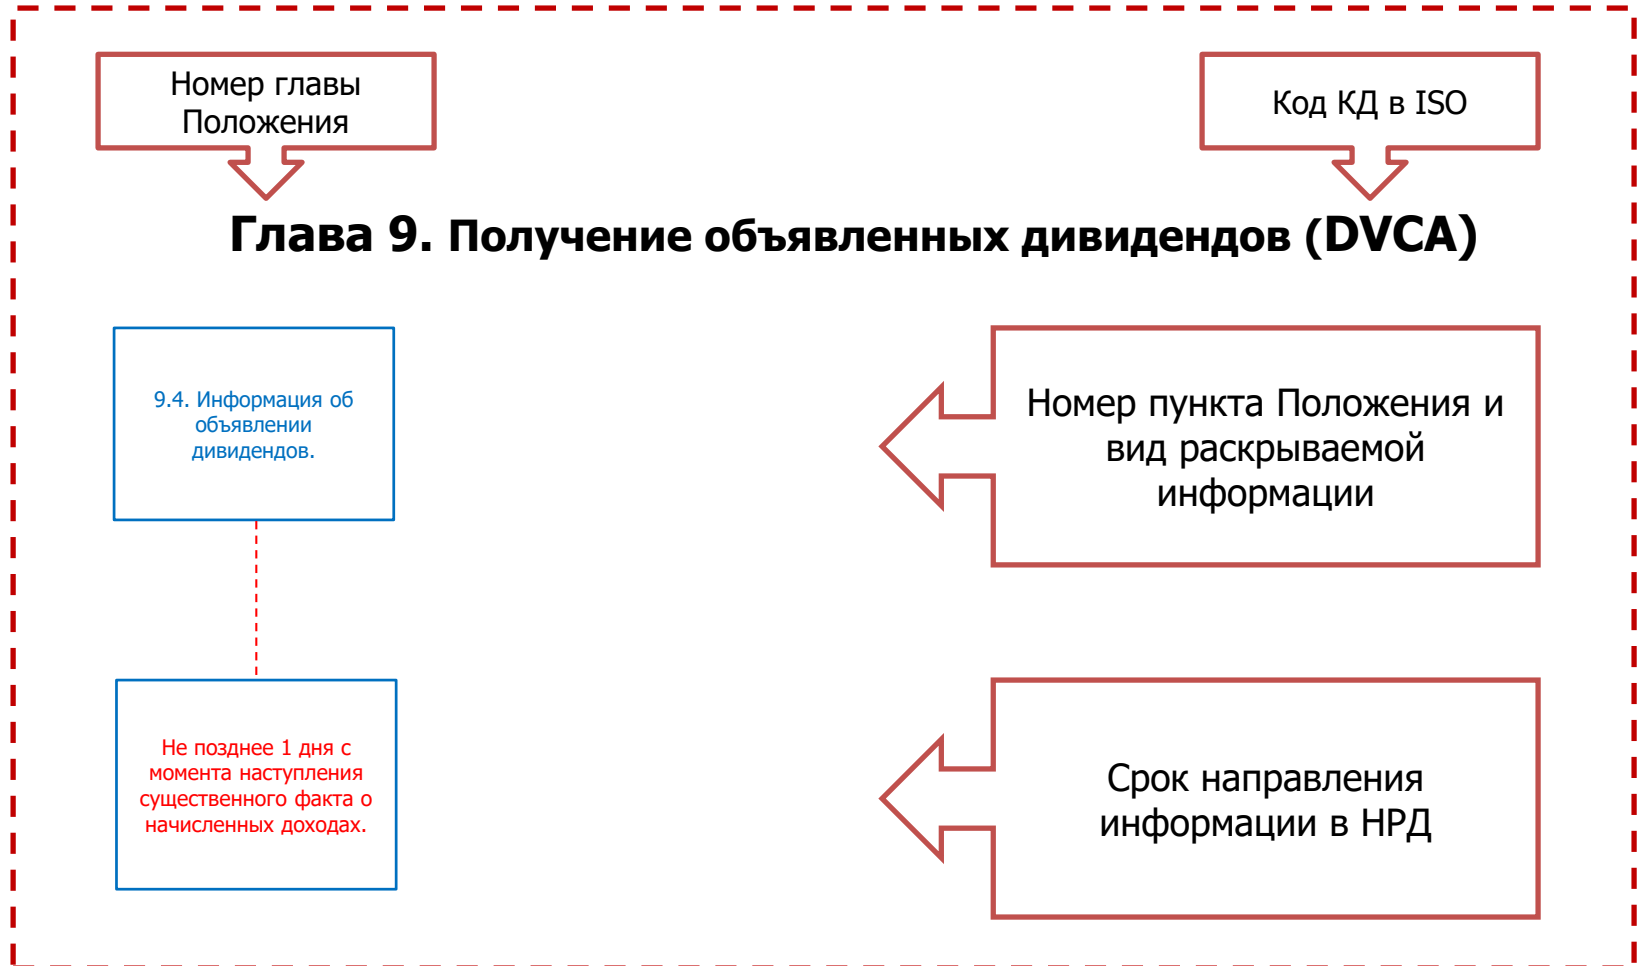 Номер главы
Положения
Код КД в ISO
Глава 9. Получение объявленных дивидендов (DVCA)
9.4. Информация об
объявлении
дивидендов.
Номер пункта Положения и
вид раскрываемой
информации
Не позднее 1 дня с
момента наступления
существенного факта о
начисленных доходах.
Срок направления
информации в НРД